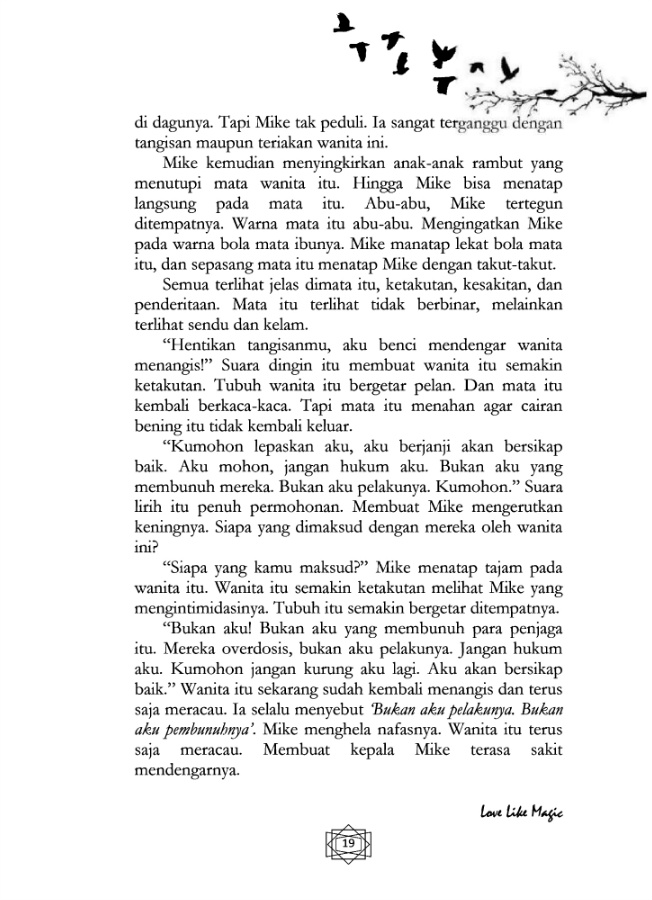 di dagunya. Tapi Mike tak peduli. Ia sangat terganggu dengan
tangisan maupun teriakan wanita ini.
Mike kemudian menyingkirkan anak-anak rambut yang
menutupi mata wanita itu. Hingga Mike bisa menatap
langsung pada mata itu. Abu-abu, Mike tertegun
ditempatnya. Warna mata itu abu-abu. Mengingatkan Mike
pada warna bola mata ibunya. Mike manatap lekat bola mata
itu, dan sepasang mata itu menatap Mike dengan takut-takut.
Semua terlihat jelas dimata itu, ketakutan, kesakitan, dan
penderitaan. Mata itu terlihat tidak berbinar, melainkan
terlihat sendu dan kelam.
“Hentikan tangisanmu, aku benci mendengar wanita
menangis!” Suara dingin itu membuat wanita itu semakin
ketakutan. Tubuh wanita itu bergetar pelan. Dan mata itu
kembali berkaca-kaca. Tapi mata itu menahan agar cairan
bening itu tidak kembali keluar.
“Kumohon lepaskan aku, aku berjanji akan bersikap
baik. Aku mohon, jangan hukum aku. Bukan aku yang
membunuh mereka. Bukan aku pelakunya. Kumohon.” Suara
lirih itu penuh permohonan. Membuat Mike mengerutkan
keningnya. Siapa yang dimaksud dengan mereka oleh wanita
ini?
“Siapa yang kamu maksud?” Mike menatap tajam pada
wanita itu. Wanita itu semakin ketakutan melihat Mike yang
mengintimidasinya. Tubuh itu semakin bergetar ditempatnya.
“Bukan aku! Bukan aku yang membunuh para penjaga
itu. Mereka overdosis, bukan aku pelakunya. Jangan hukum
aku. Kumohon jangan kurung aku lagi. Aku akan bersikap
baik.” Wanita itu sekarang sudah kembali menangis dan terus
saja meracau. Ia selalu menyebut ‘Bukan aku pelakunya. Bukan
aku pembunuhnya’. Mike menghela nafasnya. Wanita itu terus
saja meracau. Membuat kepala Mike terasa sakit
mendengarnya.
Love Like Magic
19